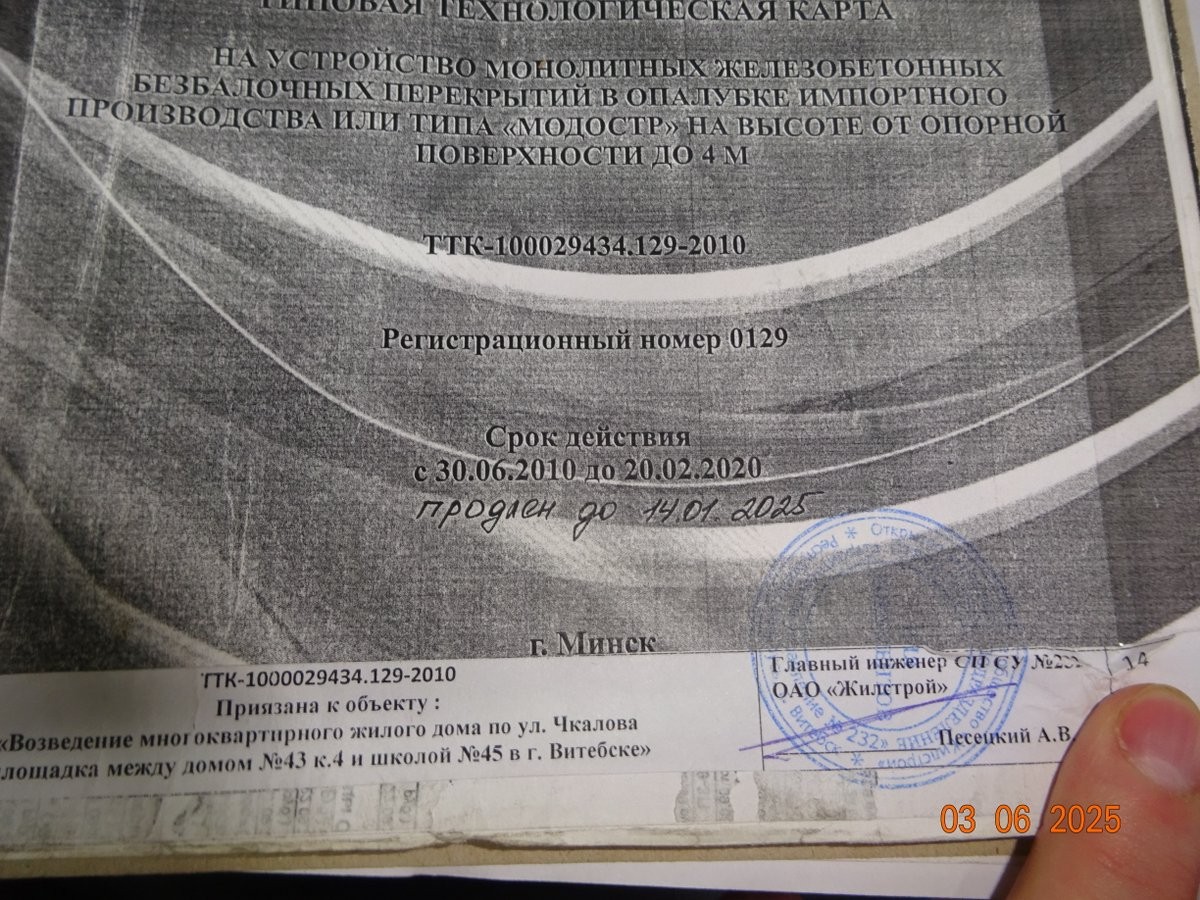 ТИПОВАЯ ТЕХНОЛОГИЧЕСКАЯ КАРТА
НА УСТРОЙСТВО МОНОЛИТНЫХ ЖЕЛЕЗОБЕТОННЫХ
БЕЗБАЛОЧНЫХ ПЕРЕКРЫТИЙ В ОПАЛУБКЕ ИМПОРТНОГО
ПРОИЗВОДСТВА ИЛИ ТИПА «МОДОСТР» НА ВЫСОТЕ ОТ ОПОРНОЙ
ПОВЕРХНОСТИ ДО 4 М
ТТК-100029434.129-2010
Регистрационный номер 0129
Срок действия
с 30.06.2010 до 20.02.2020
продлен до 14.01.2025
г. Минск
ТТК-1000029434.129-2010
Приязана к объекту :
«Возведение многоквартирного жилого дома по ул. Чкалова
площадка между домом №43 к.4 и школой №45 в г. Витебске»
Главный инженер СП СУ №232
ОАО «Жилстрой»
Песецкий А.В.
14
03 06 2025